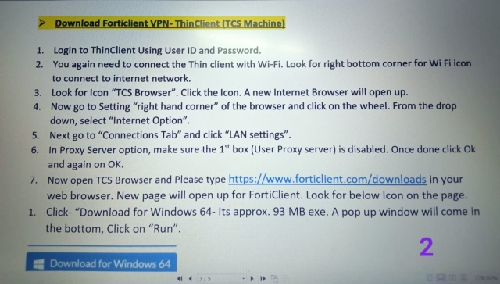 ➢ Download Forticlient VPN- ThinClient (TCS Machine)
1. Login to ThinClient Using User ID and Password.
2. You again need to connect the Thin client with Wi-Fi. Look for right bottom corner for Wi Fi icon
to connect to internet network.
3. Look for Icon "TCS Browser". Click the Icon. A new Internet Browser will open up.
4. Now go to Setting "right hand corner" of the browser and click on the wheel. From the drop
down, select "Internet Option".
5. Next go to "Connections Tab" and click "LAN settings".
6. In Proxy Server option, make sure the 1st box (User Proxy server) is disabled. Once done click Ok
and again on OK.
7. Now open TCS Browser and Please type https://www.forticlient.com/downloads in your
web browser. New page will open up for FortiClient. Look for below Icon on the page.
1. Click- "Download for Windows 64- Its approx. 93 MB exe. A pop up window will come in
the bottom, Click on "Run".
2
Download for Windows 64